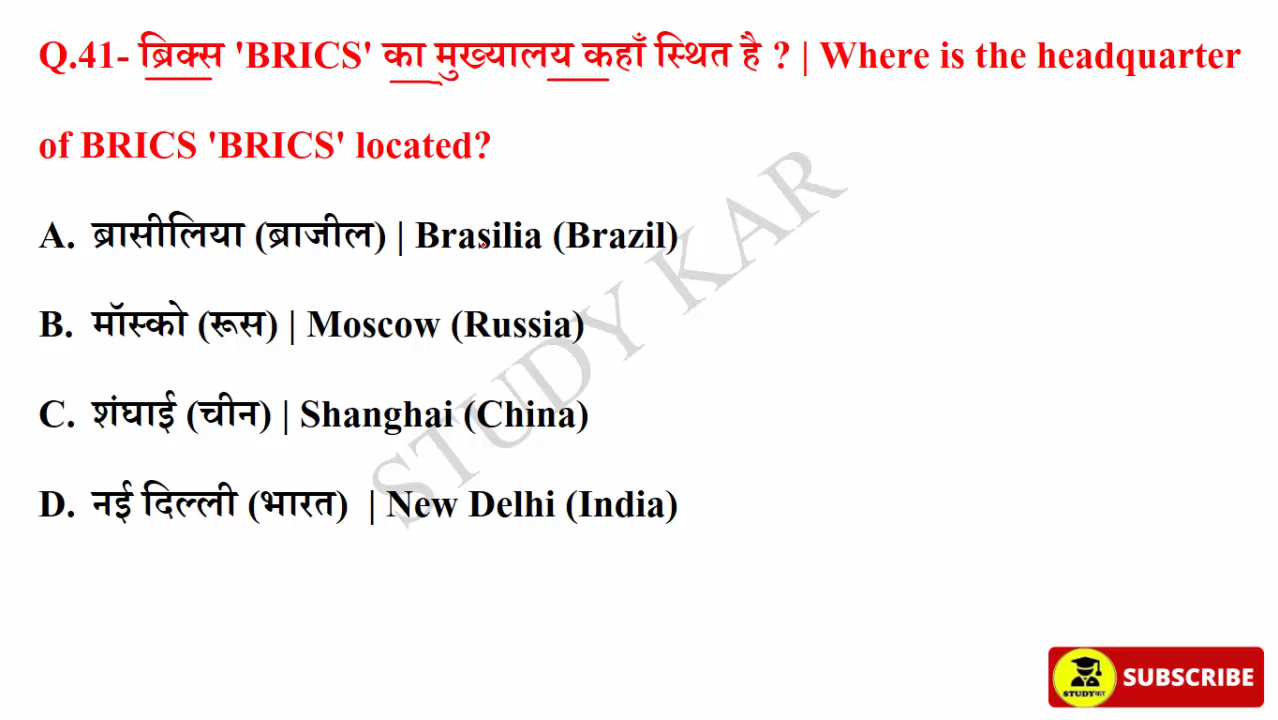 Q.41- ब्रिक्स 'BRICS' का मुख्यालय कहाँ स्थित है ? | Where is the headquarter
of BRICS 'BRICS' located?
A. ब्रासीलिया (ब्राजील) | Brasilia (Brazil)
B. मॉस्को (रूस) | Moscow (Russia)
C. शंघाई (चीन) | Shanghai (China)
D. नई दिल्ली (भारत) | New Delhi (India)
STUDY KAR
STUDYकर
SUBSCRIBE